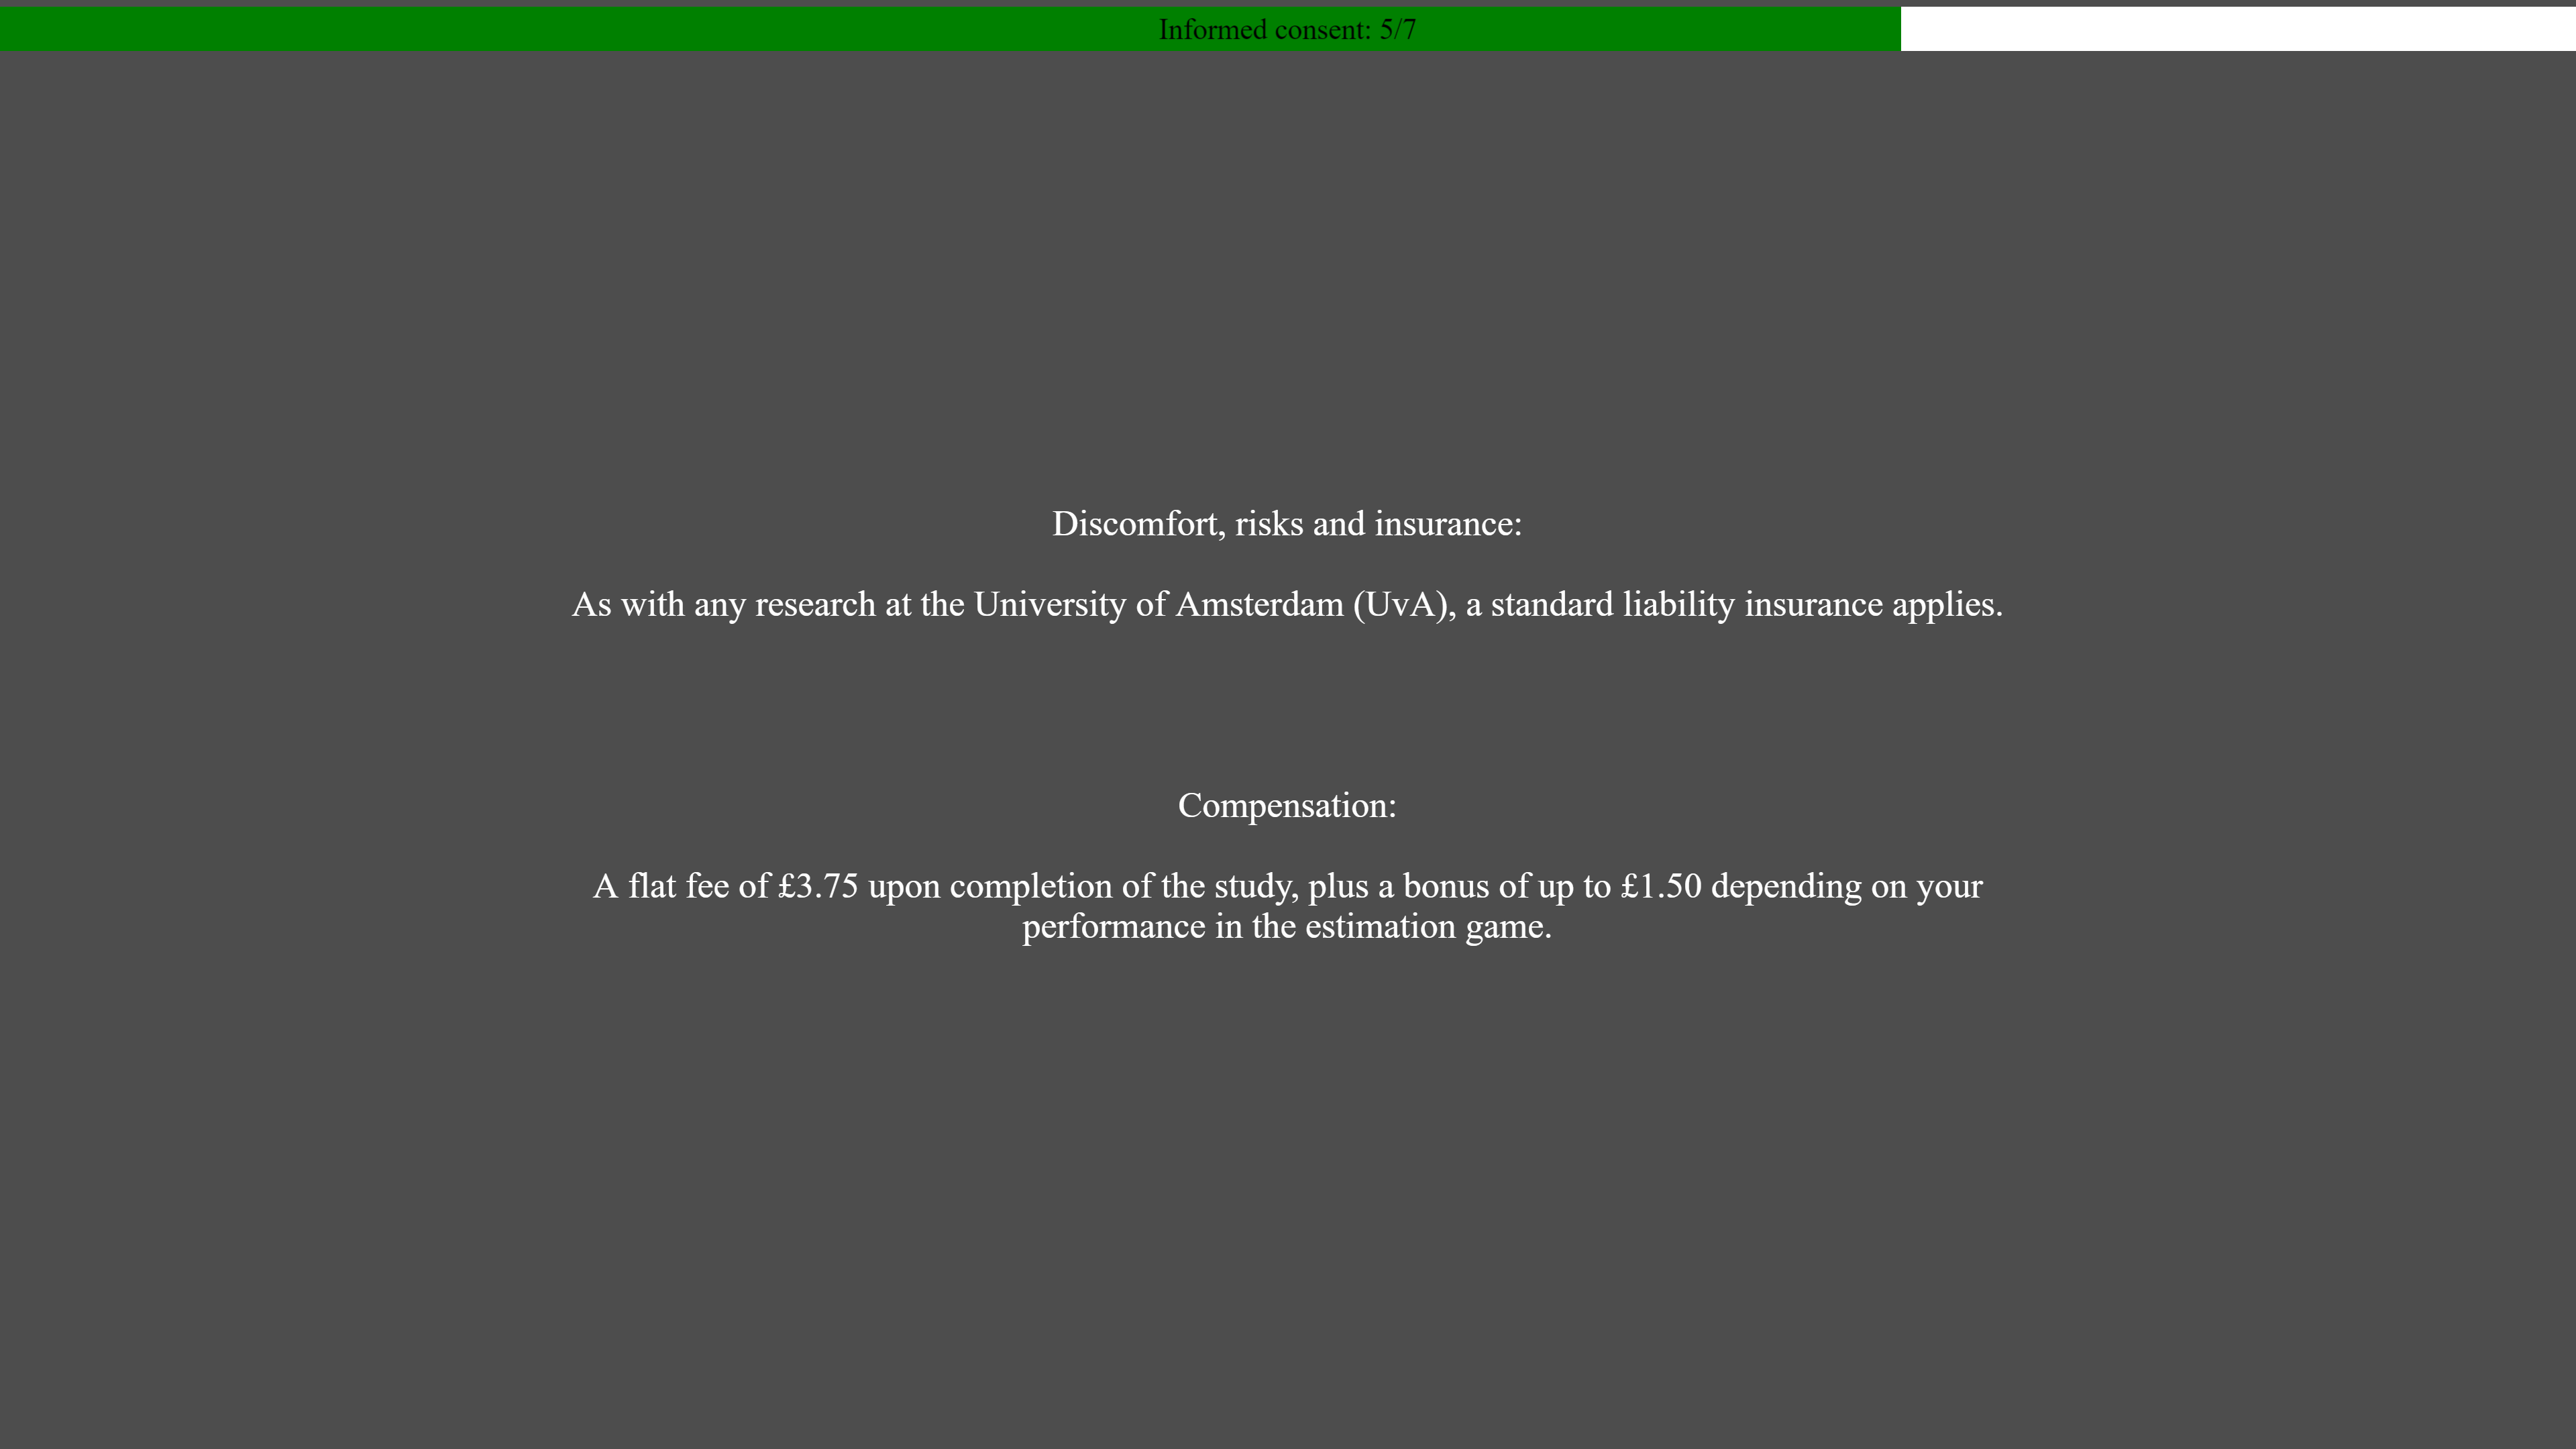 Informed consent: 5/7
Discomfort, risks and insurance:
As with any research at the University of Amsterdam (UvA), a standard liability insurance applies.
Compensation:
A flat fee of £3.75 upon completion of the study, plus a bonus of up to £1.50 depending on your
performance in the estimation game.